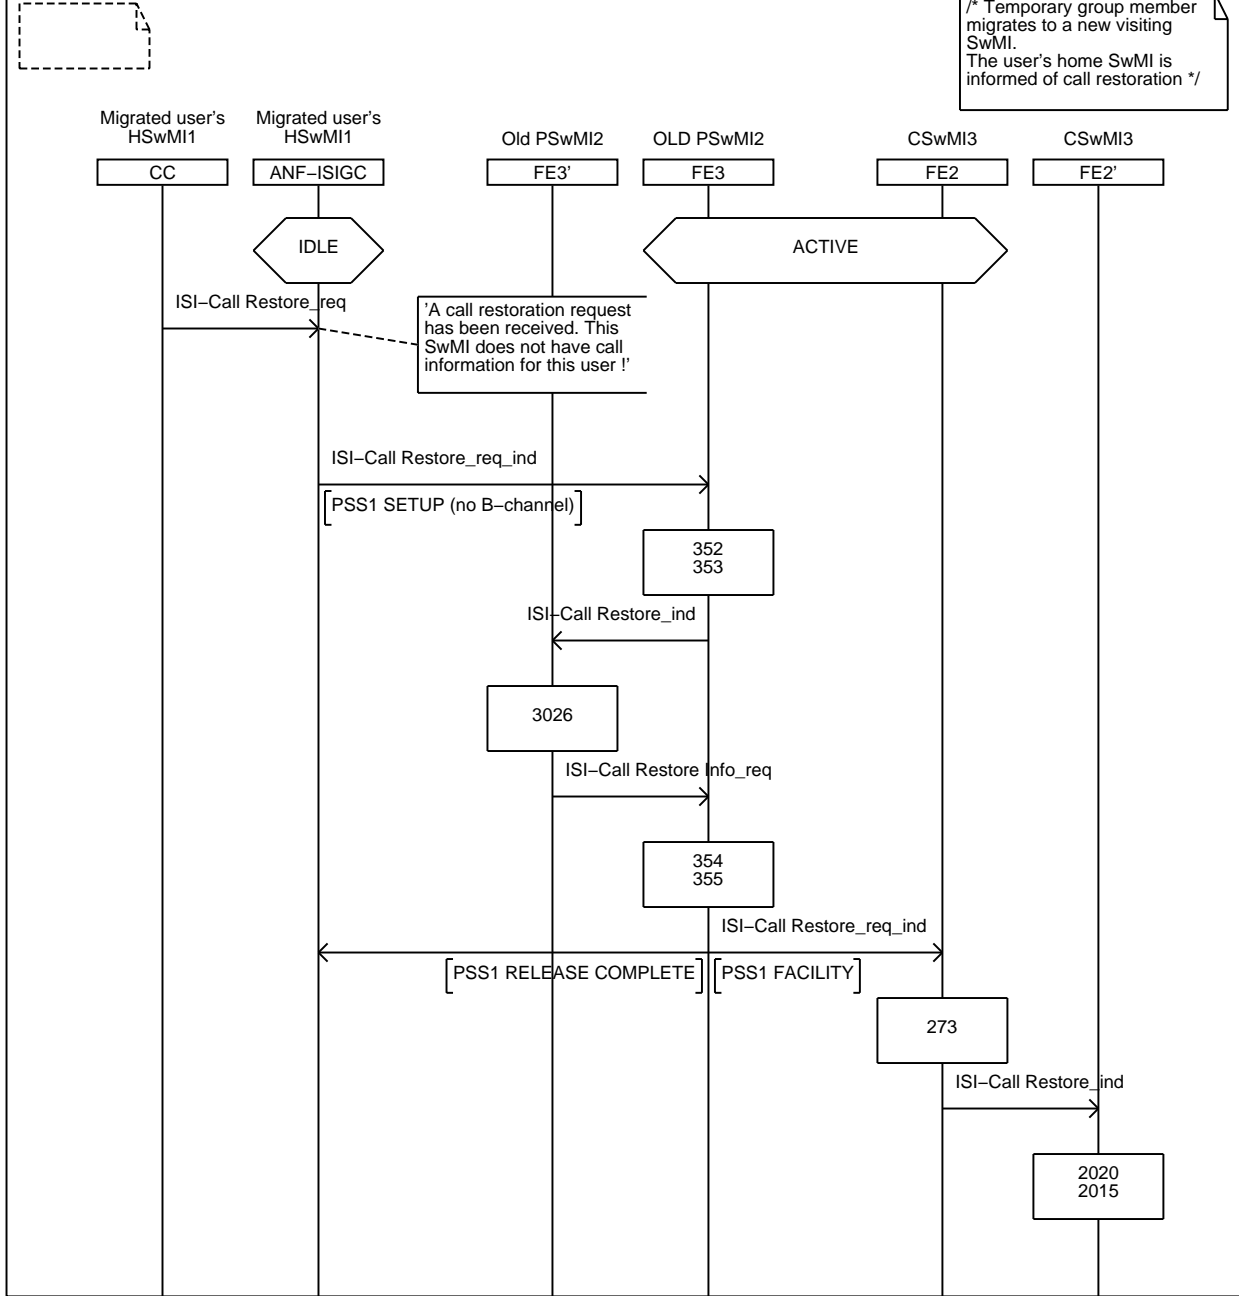 /* Temporary group member
migrates to a new visiting
SwMI.
The user's home SwMI is
informed of call restoration */
Migrated user's
HSwMI1
Migrated user's
HSwMI1
Old PSwMI2
OLD PSwMI2
CSwMI3
CSwMI3
CC
ANF–ISIGC
FE3'
FE3
FE2
FE2'
IDLE
ACTIVE
ISI–Call Restore_req
'A call restoration request
has been received. This
SwMI does not have call
information for this user !'
ISI–Call Restore_req_ind
PSS1 SETUP (no B–channel)
352
353
ISI–Call Restore_ind
3026
ISI–Call Restore Info_req
354
355
ISI–Call Restore_req_ind
PSS1 RELEASE COMPLETE
PSS1 FACILITY
273
ISI–Call Restore_ind
2020
2015